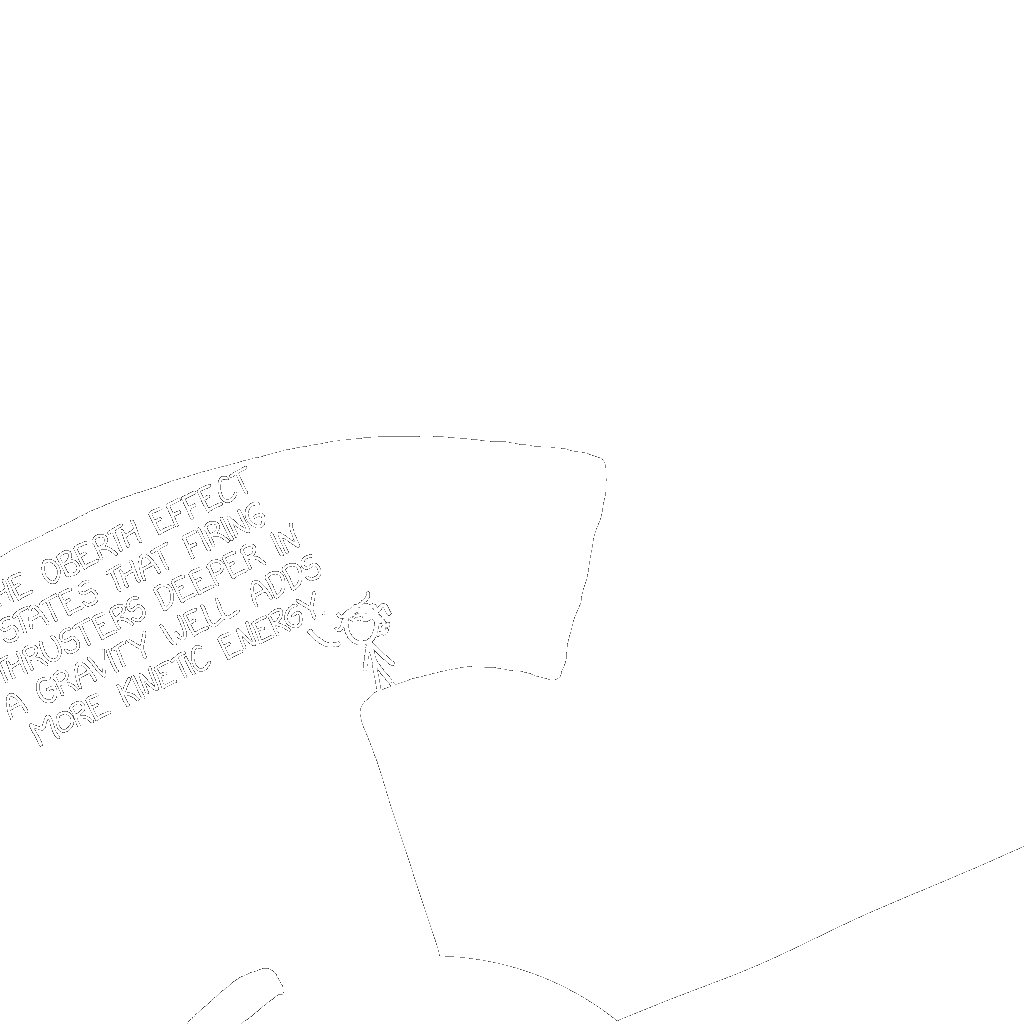 HE OBERTH EFFECT
STATES THAT FIRING
THRUSTERS DEEPER IN
A GRAVITY WELL ADDS
MORE KINETIC ENERGY.